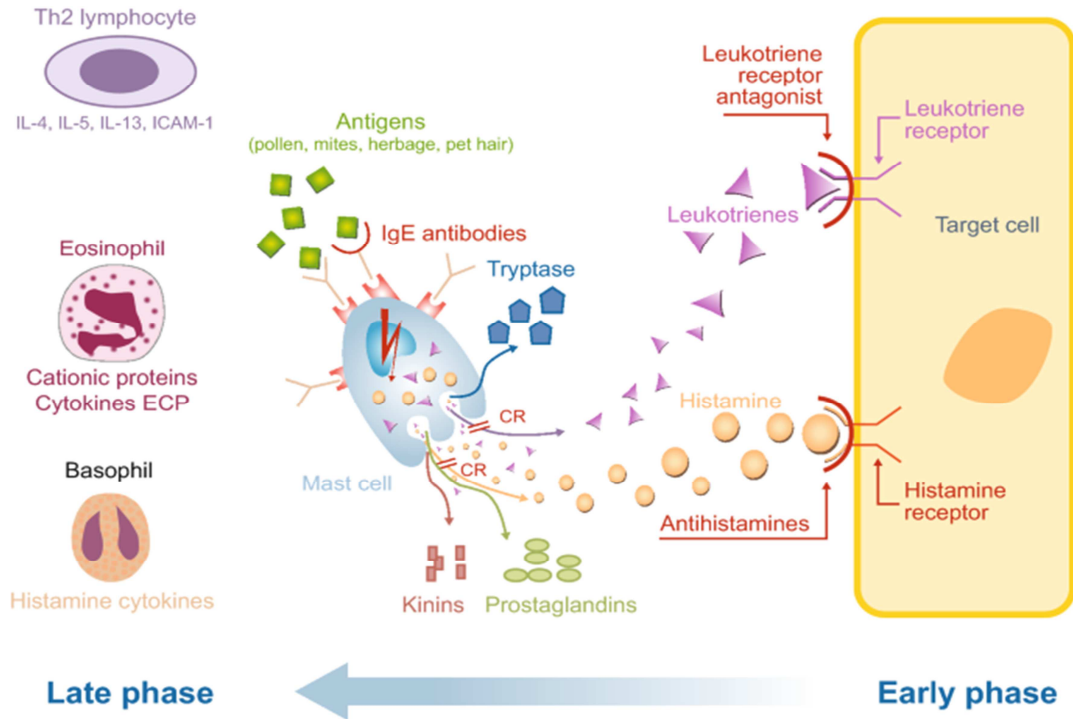 Th2 lymphocyte
IL-4, IL-5, IL-13, ICAM-1
Eosinophil
Cationic proteins
Cytokines ECP
Basophil
Histamine cytokines
Antigens
(pollen, mites, herbage, pet hair)
IgE antibodies
Tryptase
Mast cell
CR
CR
Kinins
Prostaglandins
Leukotrienes
Histamine
Leukotriene
receptor
antagonist
Antihistamines
Leukotriene
receptor
Target cell
Histamine
receptor
Late phase
Early phase